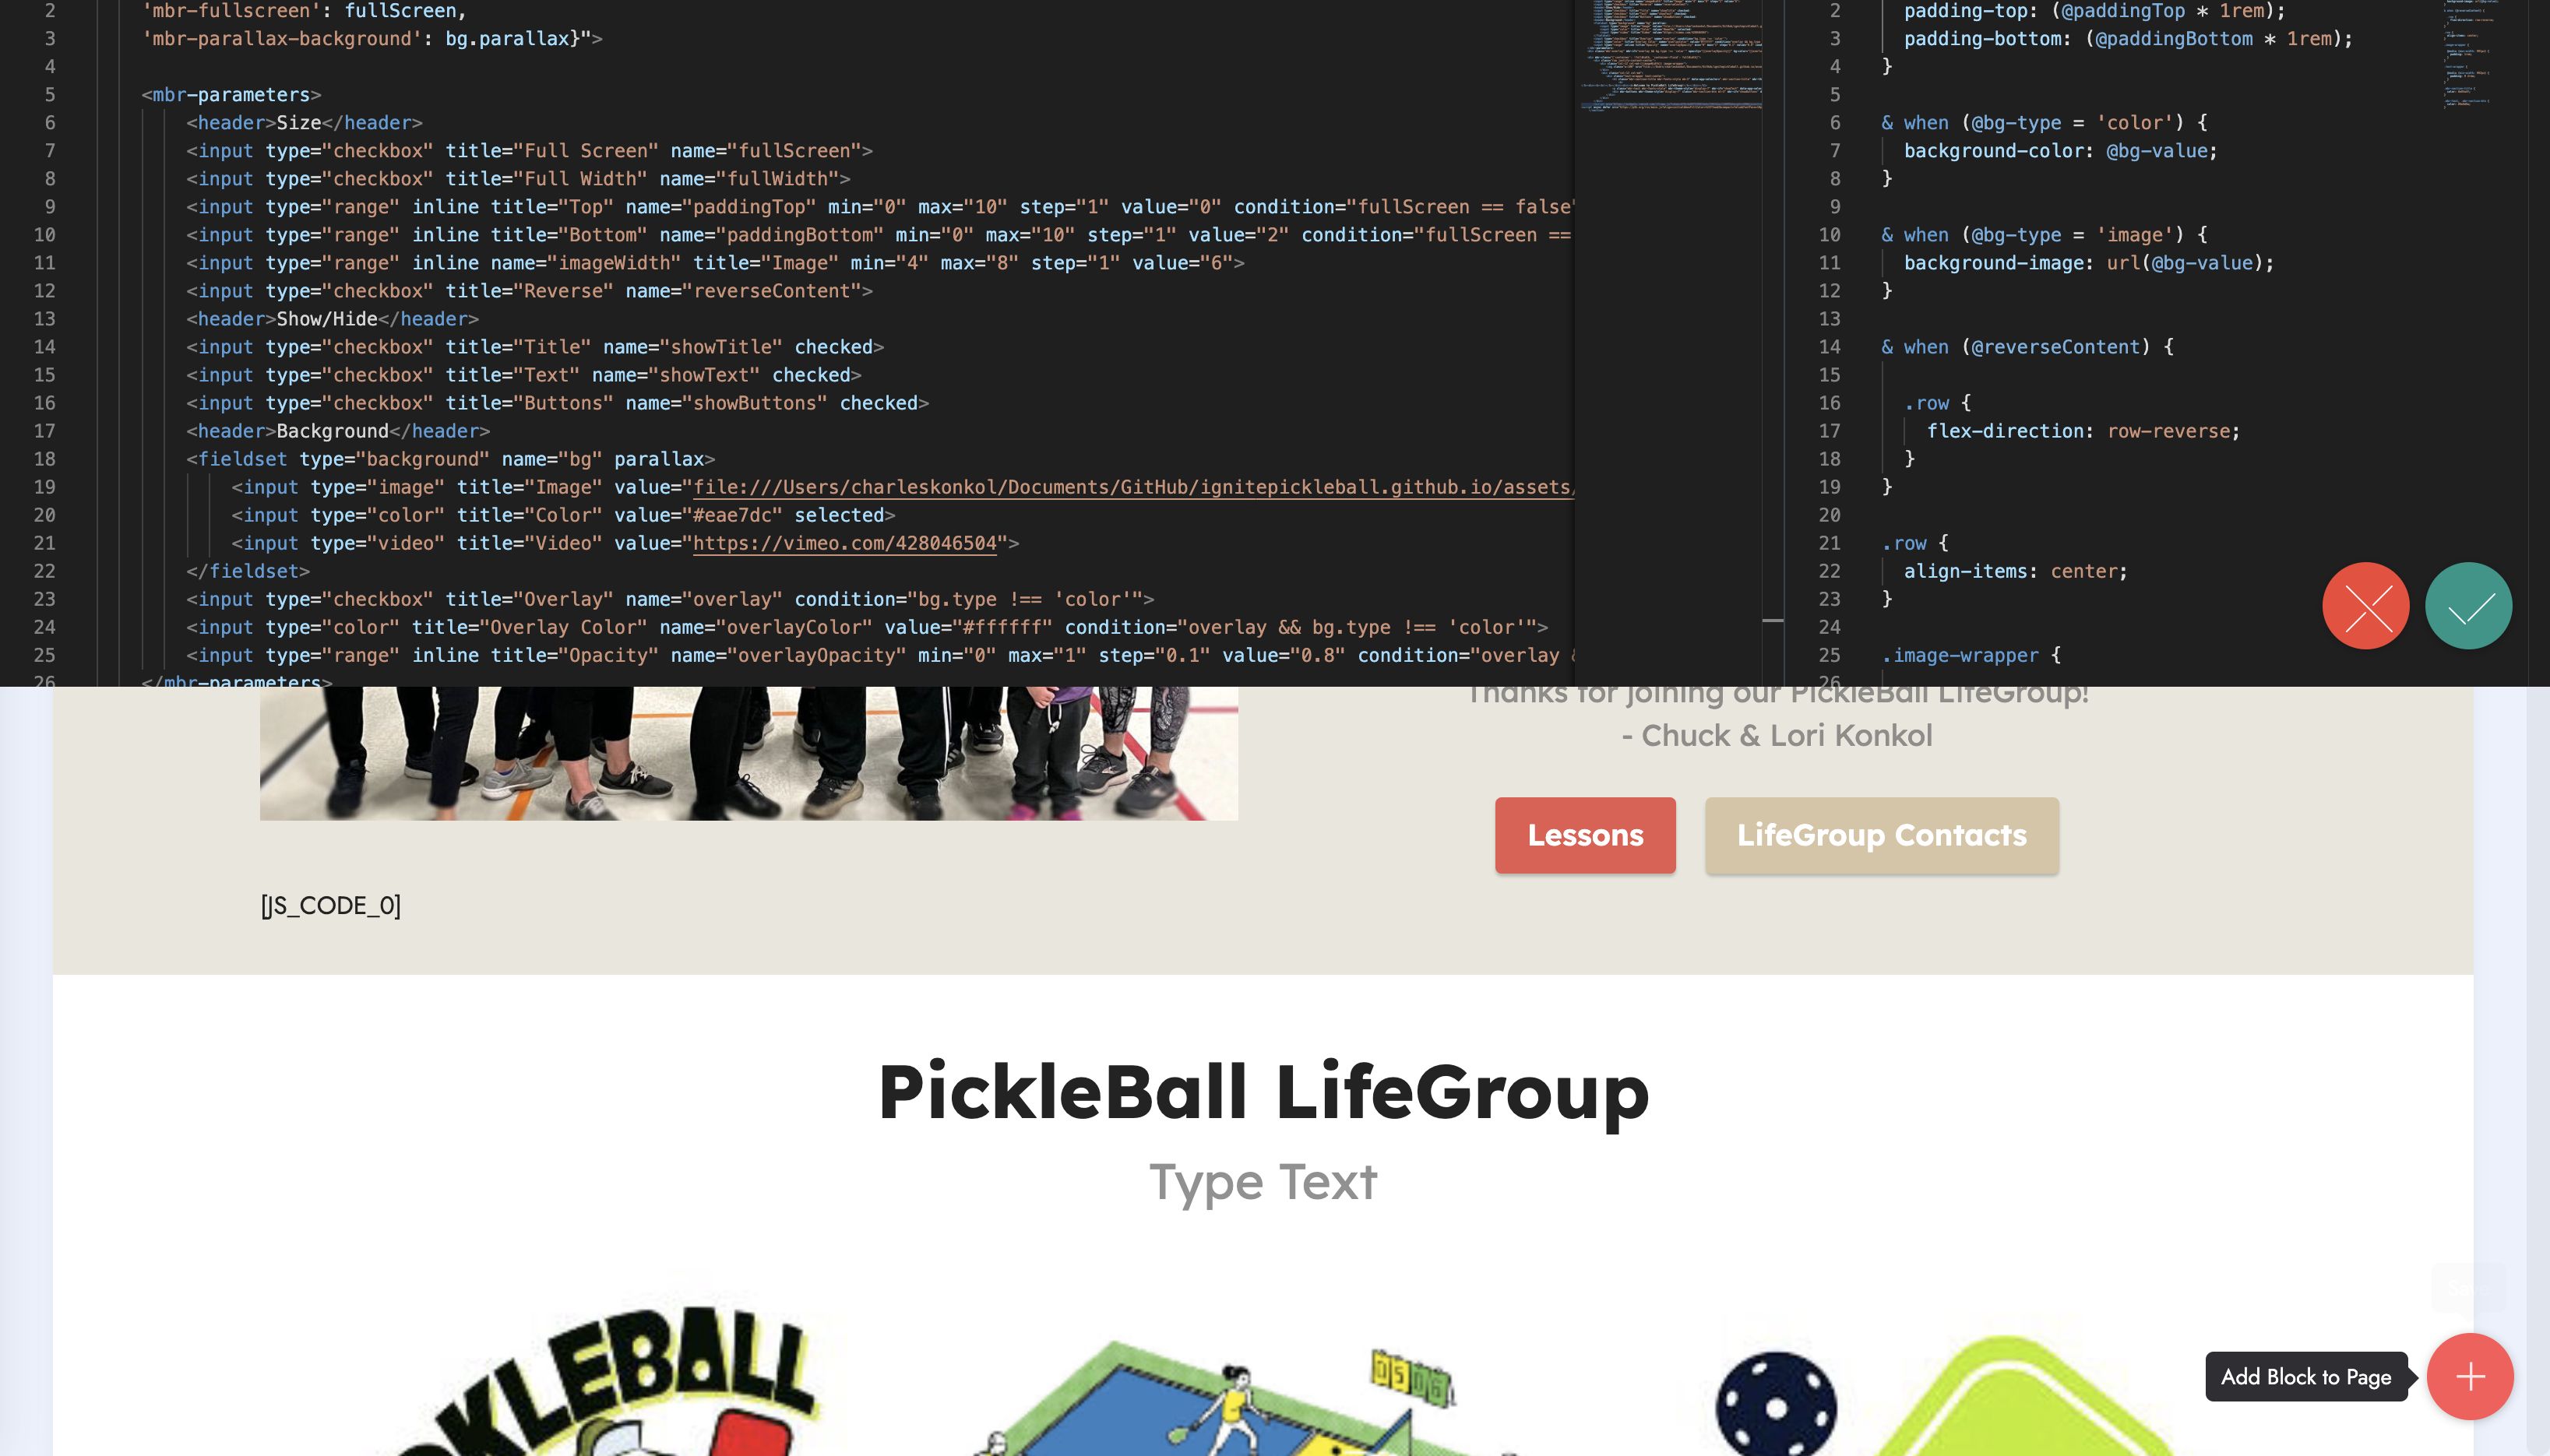 2 'mbr-fullscreen': fullScreen,
3 'mbr-parallax-background': bg.parallax}">
4
5 <mbr-parameters>
6 <header>Size</header>
7 <input type="checkbox" title="Full Screen" name="fullScreen">
8 <input type="checkbox" title="Full Width" name="fullWidth">
9 <input type="range" inline title="Top" name="paddingTop" min="0" max="10" step="1" value="0" condition="fullScreen == false"
10 <input type="range" inline title="Bottom" name="paddingBottom" min="0" max="10" step="1" value="2" condition="fullScreen ==
11 <input type="range" inline name="imageWidth" title="Image" min="4" max="8" step="1" value="6">
12 <input type="checkbox" title="Reverse" name="reverseContent">
13 <header>Show/Hide</header>
14 <input type="checkbox" title="Title" name="showTitle" checked>
15 <input type="checkbox" title="Text" name="showText" checked>
16 <input type="checkbox" title="Buttons" name="showButtons" checked>
17 <header>Background</header>
18 <fieldset type="background" name="bg" parallax>
19 <input type="image" title="Image" value="file:///Users/charleskonkol/Documents/GitHub/ignitepickleball.github.io/assets/
20 <input type="color" title="Color" value="#eae7dc" selected>
21 <input type="video" title="Video" value="https://vimeo.com/428046504">
22 </fieldset>
23 <input type="checkbox" title="Overlay" name="overlay" condition="bg.type !== 'color'">
24 <input type="color" title="Overlay Color" name="overlayColor" value="#ffffff" condition="overlay && bg.type !== 'color'">
25 <input type="range" inline title="Opacity" name="overlayOpacity" min="0" max="1" step="0.1" value="0.8" condition="overlay &
26 </mbr-parameters>
2 padding-top: (@paddingTop * 1rem);
3 padding-bottom: (@paddingBottom * 1rem);
4 }
5
6 & when (@bg-type = 'color') {
7 background-color: @bg-value;
8 }
9
10 & when (@bg-type = 'image') {
11 background-image: url(@bg-value);
12 }
13
14 & when (@reverseContent) {
15
16 .row {
17 flex-direction: row-reverse;
18 }
19 }
20
21 .row {
22 align-items: center;
23 }
24
25 .image-wrapper {
26
Thanks for joining our PickleBall LifeGroup!
- Chuck & Lori Konkol
Lessons
LifeGroup Contacts
[JS_CODE_0]
PickleBall LifeGroup
Type Text
Add Block to Page